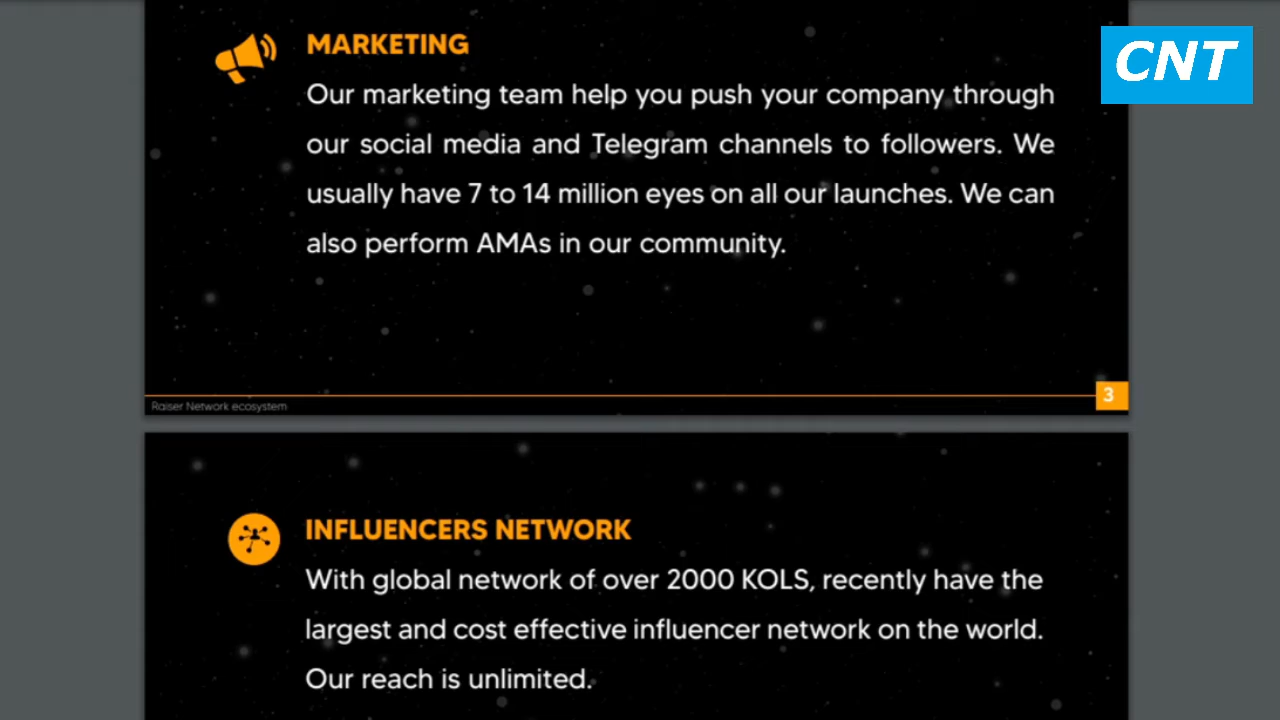 CNT
MARKETING
Our marketing team help you push your company through
our social media and Telegram channels to followers. We
usually have 7 to 14 million eyes on all our launches. We can
also perform AMAs in our community.
Raiser Network ecosystem
3
INFLUENCERS NETWORK
With global network of over 2000 KOLS, recently have the
largest and cost effective influencer network on the world.
Our reach is unlimited.